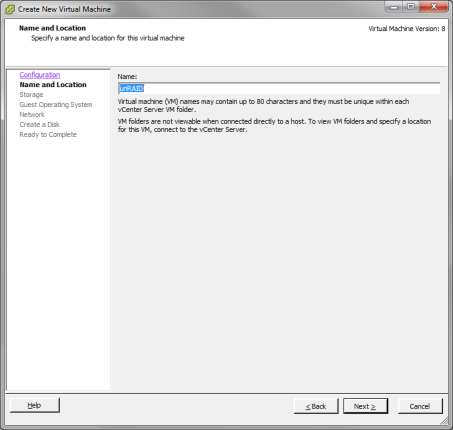 Create New Virtual Machine
Name and Location
Specify a name and location for this virtual machine
Virtual Machine Version: 8
Configuration
Name and Location
Storage
Guest Operating System
Network
Create a Disk
Ready to Complete
Name:
unRAID
Virtual machine (VM) names may contain up to 80 characters and they must be unique within each
vCenter Server VM folder.
VM folders are not viewable when connected directly to a host. To view VM folders and specify a location
for this VM, connect to the vCenter Server.
Help
≤ Back
Next ≥
Cancel